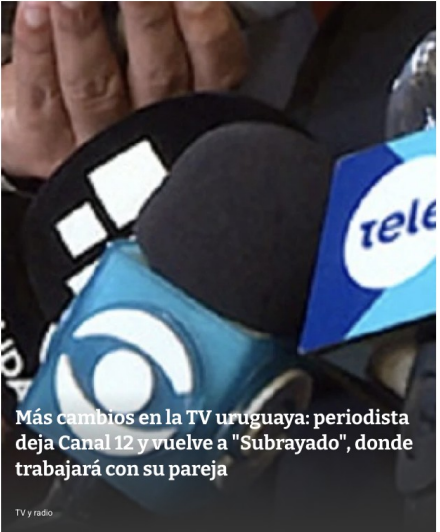 tele
UDA
Más cambios en la TV uruguaya: periodista
deja Canal 12 y vuelve a "Subrayado", donde
trabajará con su pareja
TV y radio